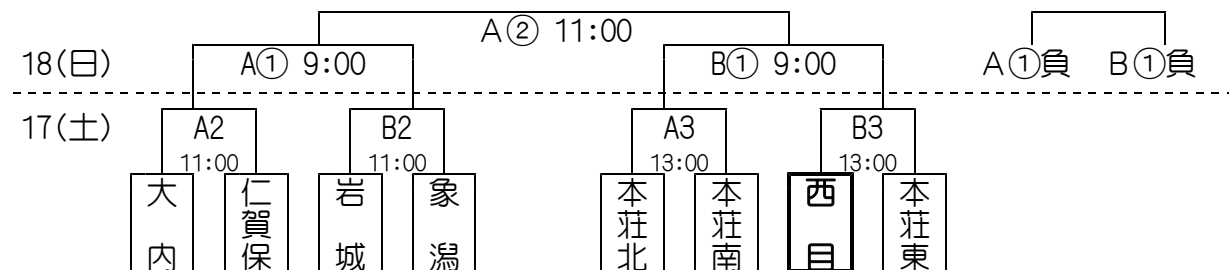 A② 11:00
18(日) A① 9:00 B① 9:00 A①負 B①負
17(土) A2 B2 A3 B3
11:00 11:00 13:00 13:00
大内 仁賀保 岩城 象潟 本荘北 本荘南 西目 本荘東